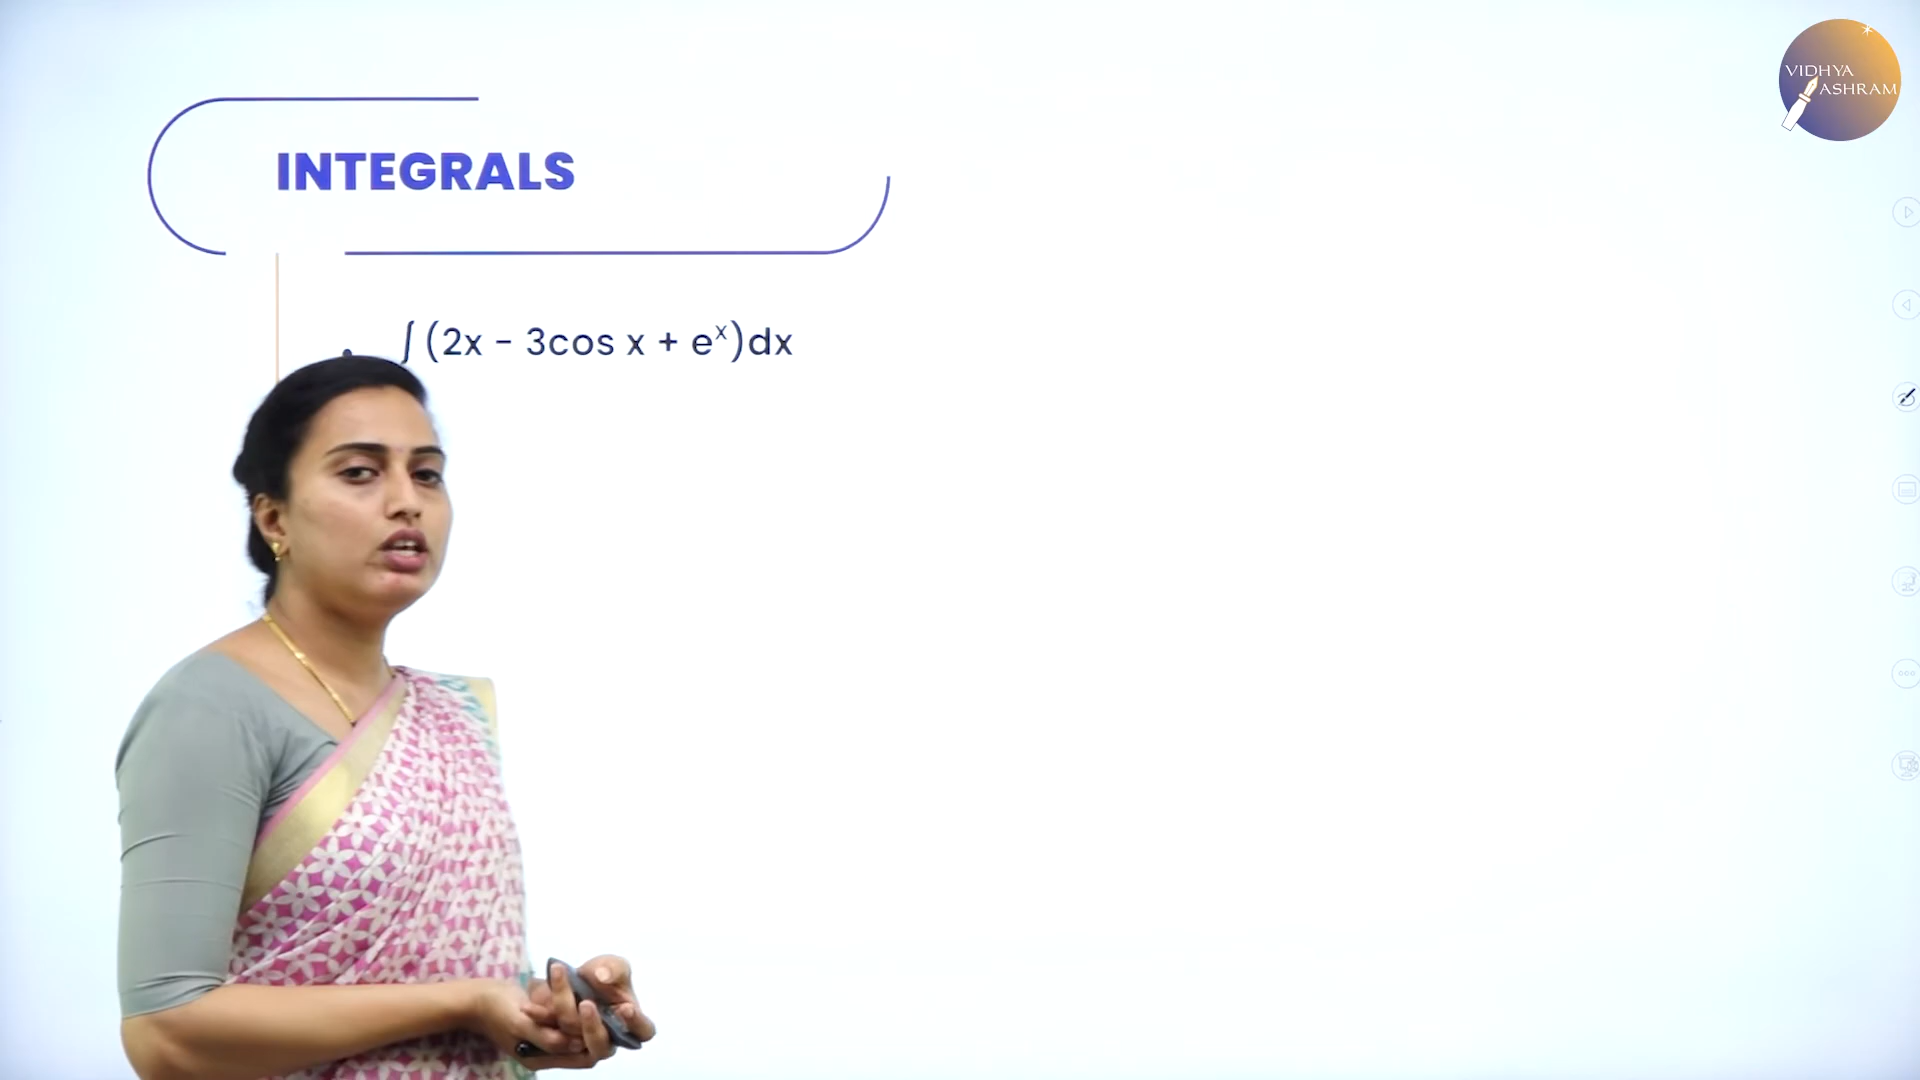 VIDHYA
ASHRAM
INTEGRALS
∫ (2x - 3cos x + eˣ)dx